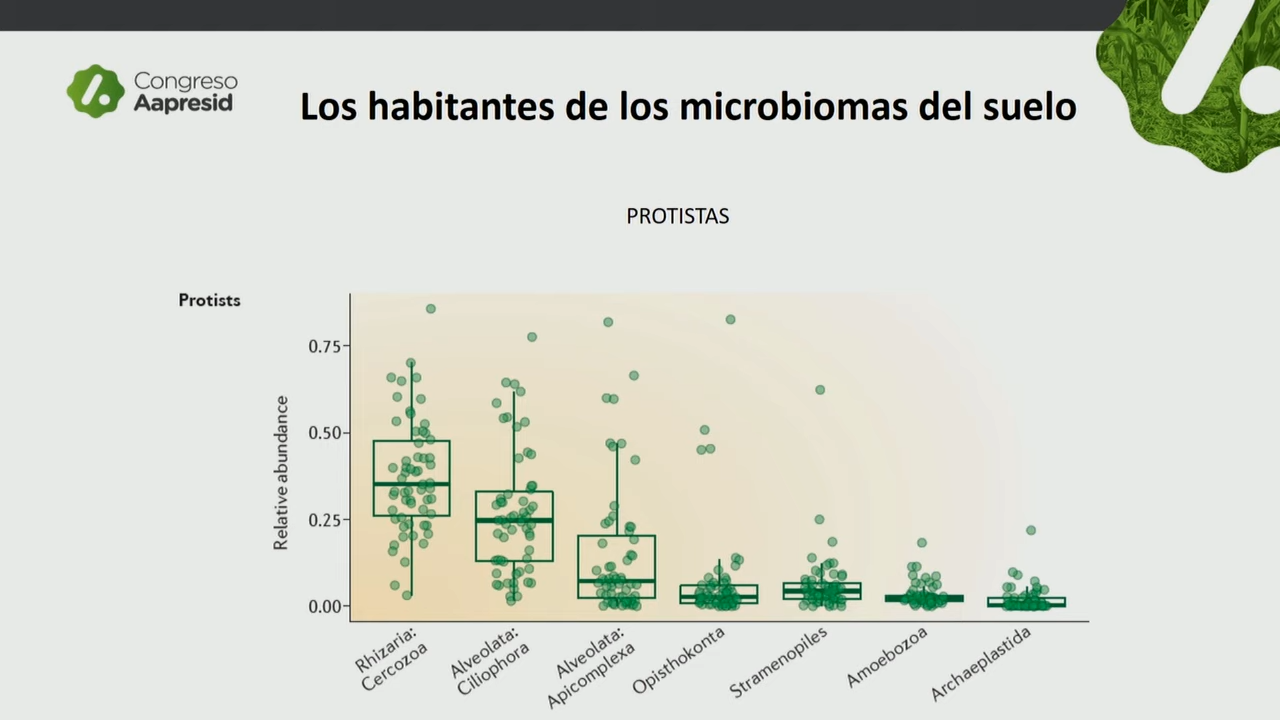 Congreso
Aapresid
Los habitantes de los microbiomas del suelo
PROTISTAS
Protists
Relative abundance
0.75
0.50
0.25
0.00
Rhizaria:
Cercozoa
Alveolata:
Ciliophora
Alveolata:
Apicomplexa
Opisthokonta
Stramenopiles
Amoebozoa
Archaeplastida